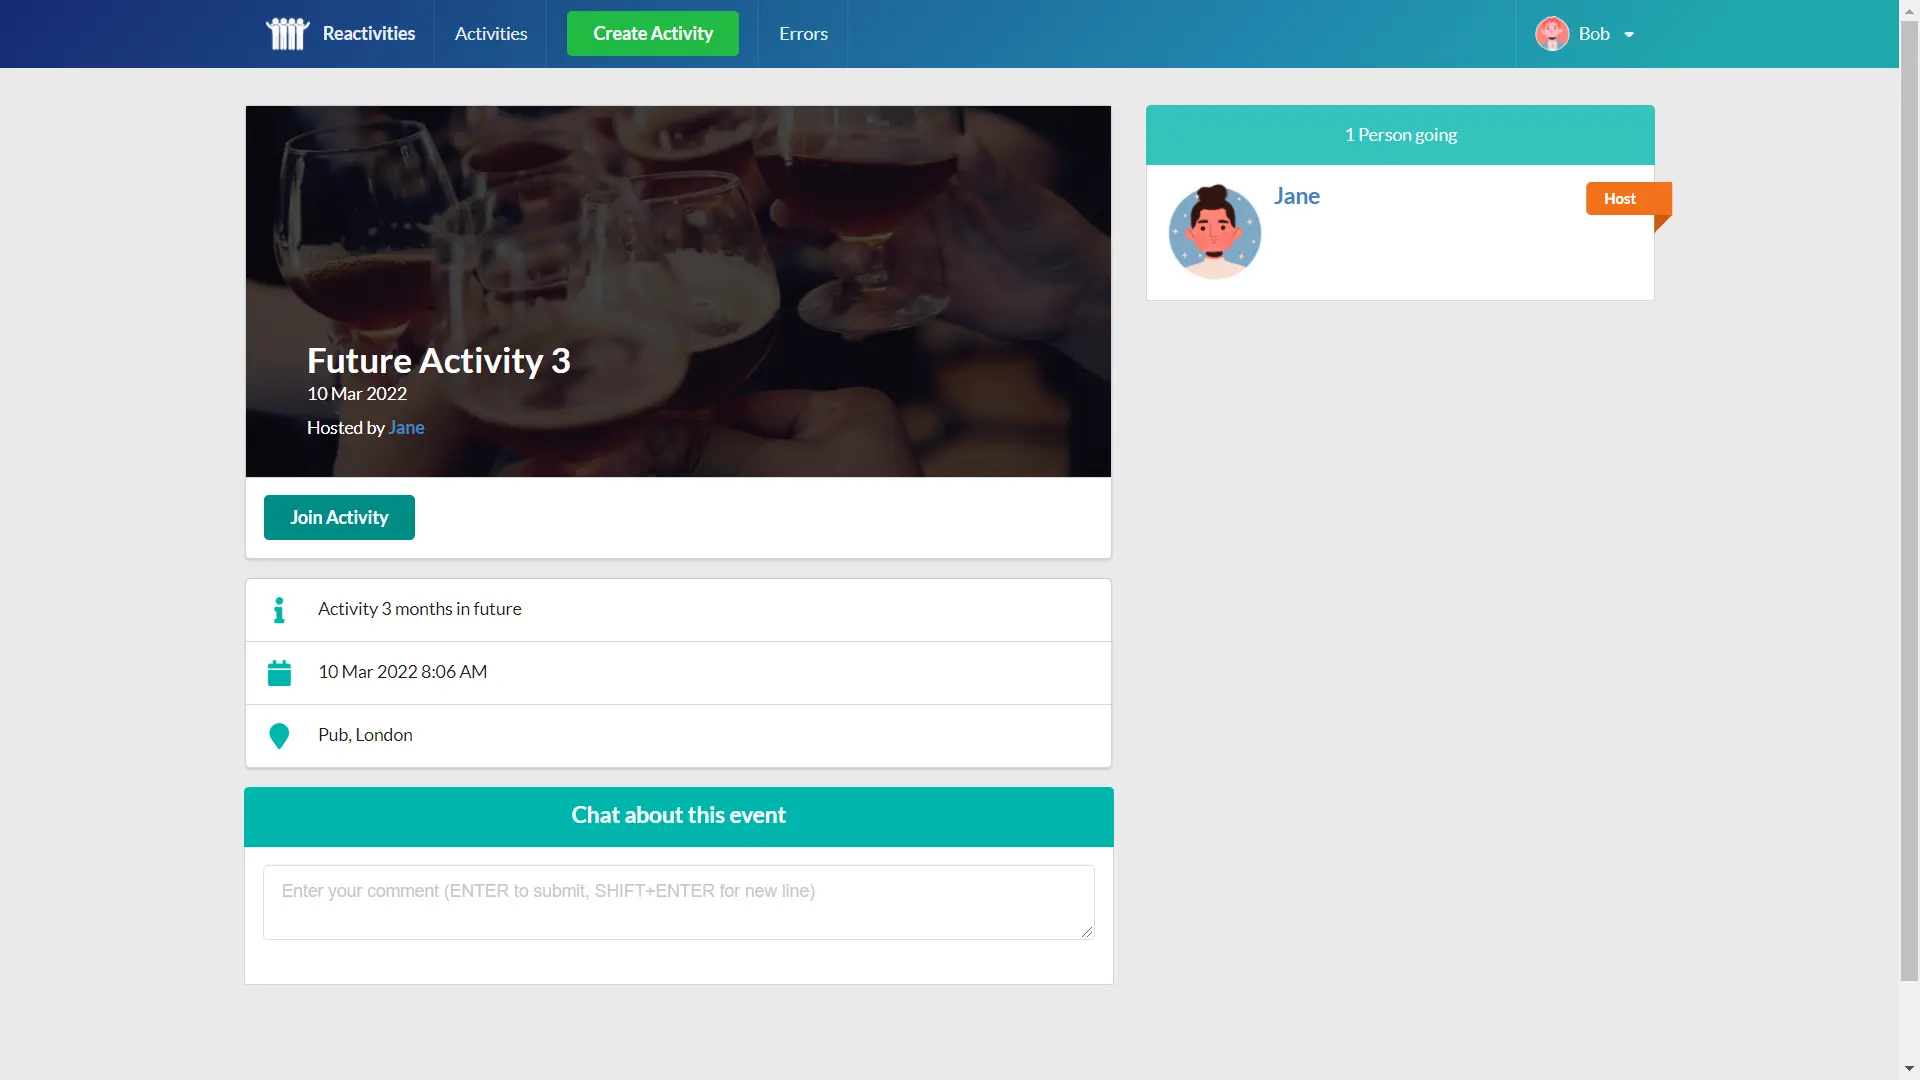 Reactivities
Activities
Create Activity
Errors
Bob
Future Activity 3
10 Mar 2022
Hosted by Jane
Join Activity
1 Person going
Jane
Host
Activity 3 months in future
10 Mar 2022 8:06 AM
Pub, London
Chat about this event
Enter your comment (ENTER to submit, SHIFT+ENTER for new line)